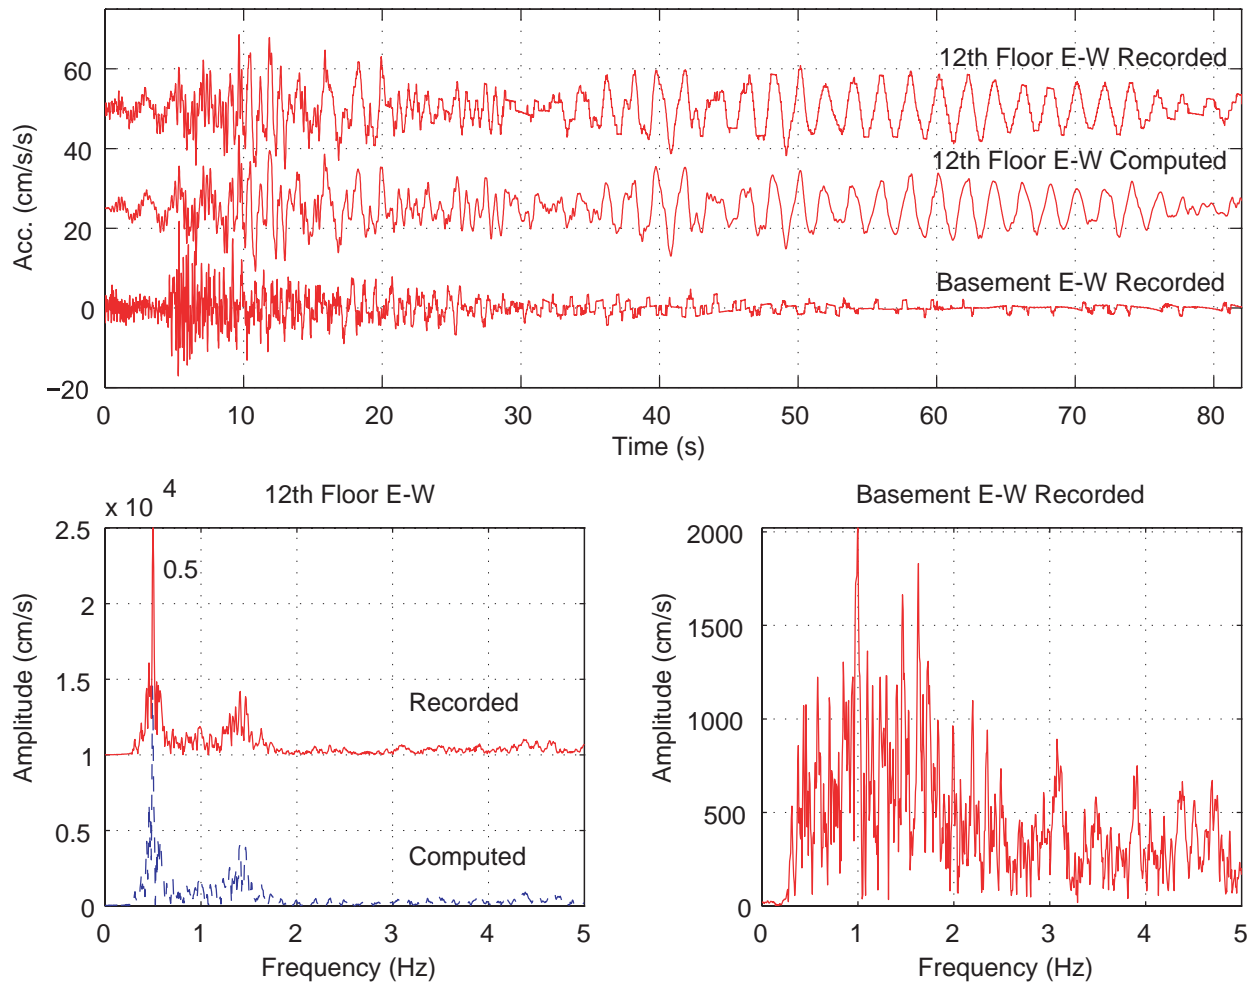 60
40
20
0
−20
Acc. (cm/s/s)
12th Floor E-W Recorded
12th Floor E-W Computed
Basement E-W Recorded
0 10 20 30 40 50 60 70 80
Time (s)
x 10 4
12th Floor E-W
2.5
2
1.5
1
0.5
0
Amplitude (cm/s)
0.5
Recorded
Computed
0 1 2 3 4 5
Frequency (Hz)
Basement E-W Recorded
2000
1500
1000
500
0
Amplitude (cm/s)
0 1 2 3 4 5
Frequency (Hz)